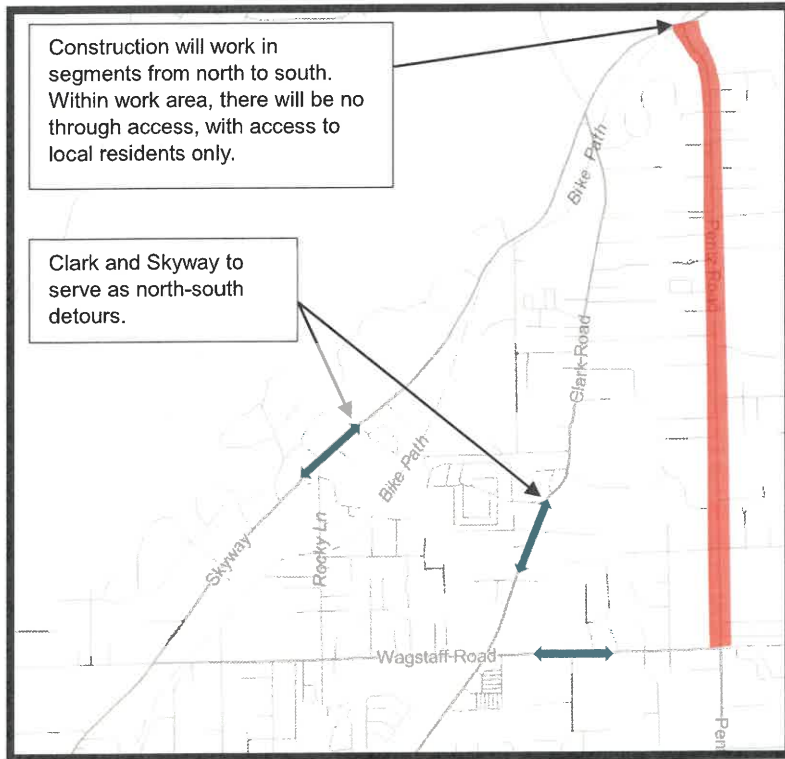 Construction will work in
segments from north to south.
Within work area, there will be no
through access, with access to
local residents only.
Bike Path
Pentz Road
Clark and Skyway to
serve as north-south
detours.
Clark Road
Bike Path
Skyway
Rocky Ln
Wagstaff Road
Pen